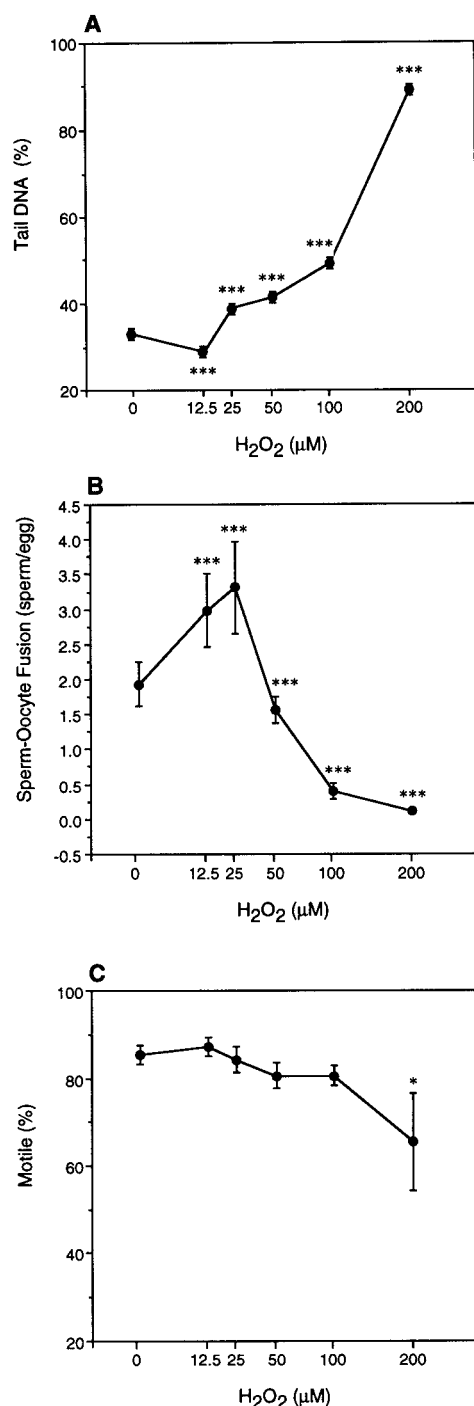 A
100
80
60
40
20
Tail DNA (%)
***
***
***
***
***
0 12.5 25 50 100 200
H2O2 (μM)
B
4.5
4.0
3.5
3.0
2.5
2.0
1.5
1.0
0.5
0.0
-0.5
Sperm-Oocyte Fusion (sperm/egg)
***
***
***
***
***
0 12.5 25 50 100 200
H2O2 (μM)
C
100
80
60
40
20
Motile (%)
*
0 12.5 25 50 100 200
H2O2 (μM)